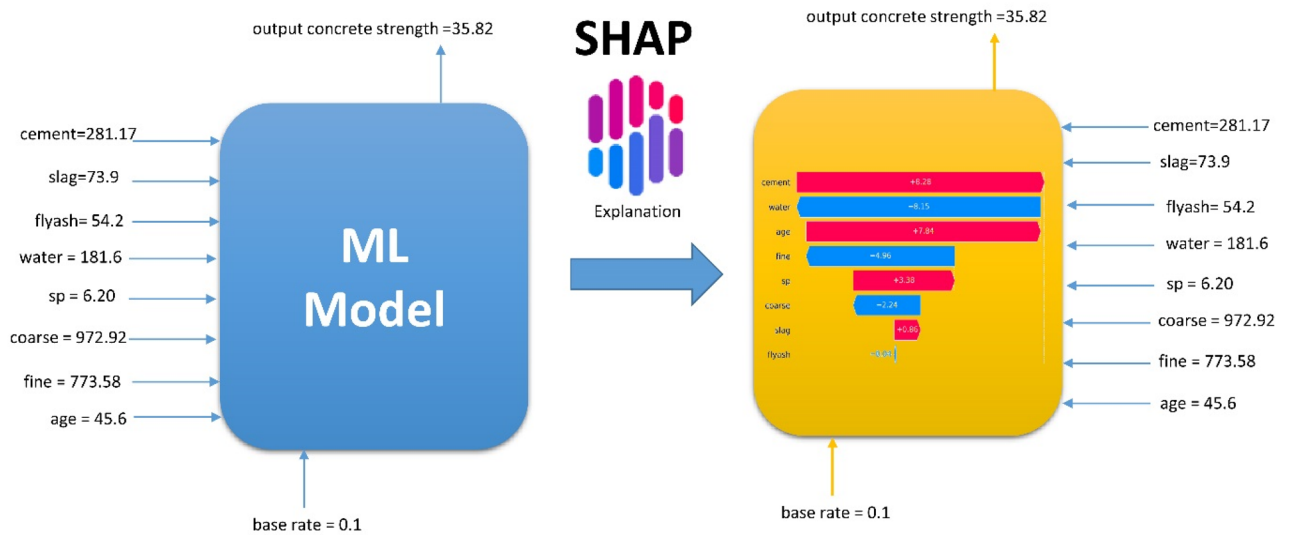 output concrete strength =35.82
cement=281.17
slag=73.9
flyash= 54.2
water = 181.6
sp = 6.20
coarse = 972.92
fine = 773.58
age = 45.6
ML
Model
base rate = 0.1
SHAP
Explanation
output concrete strength =35.82
cement +8.28
water −8.15
age +7.84
fine −4.96
sp +3.38
coarse −2.24
slag +0.86
flyash
cement=281.17
slag=73.9
flyash= 54.2
water = 181.6
sp = 6.20
coarse = 972.92
fine = 773.58
age = 45.6
base rate = 0.1